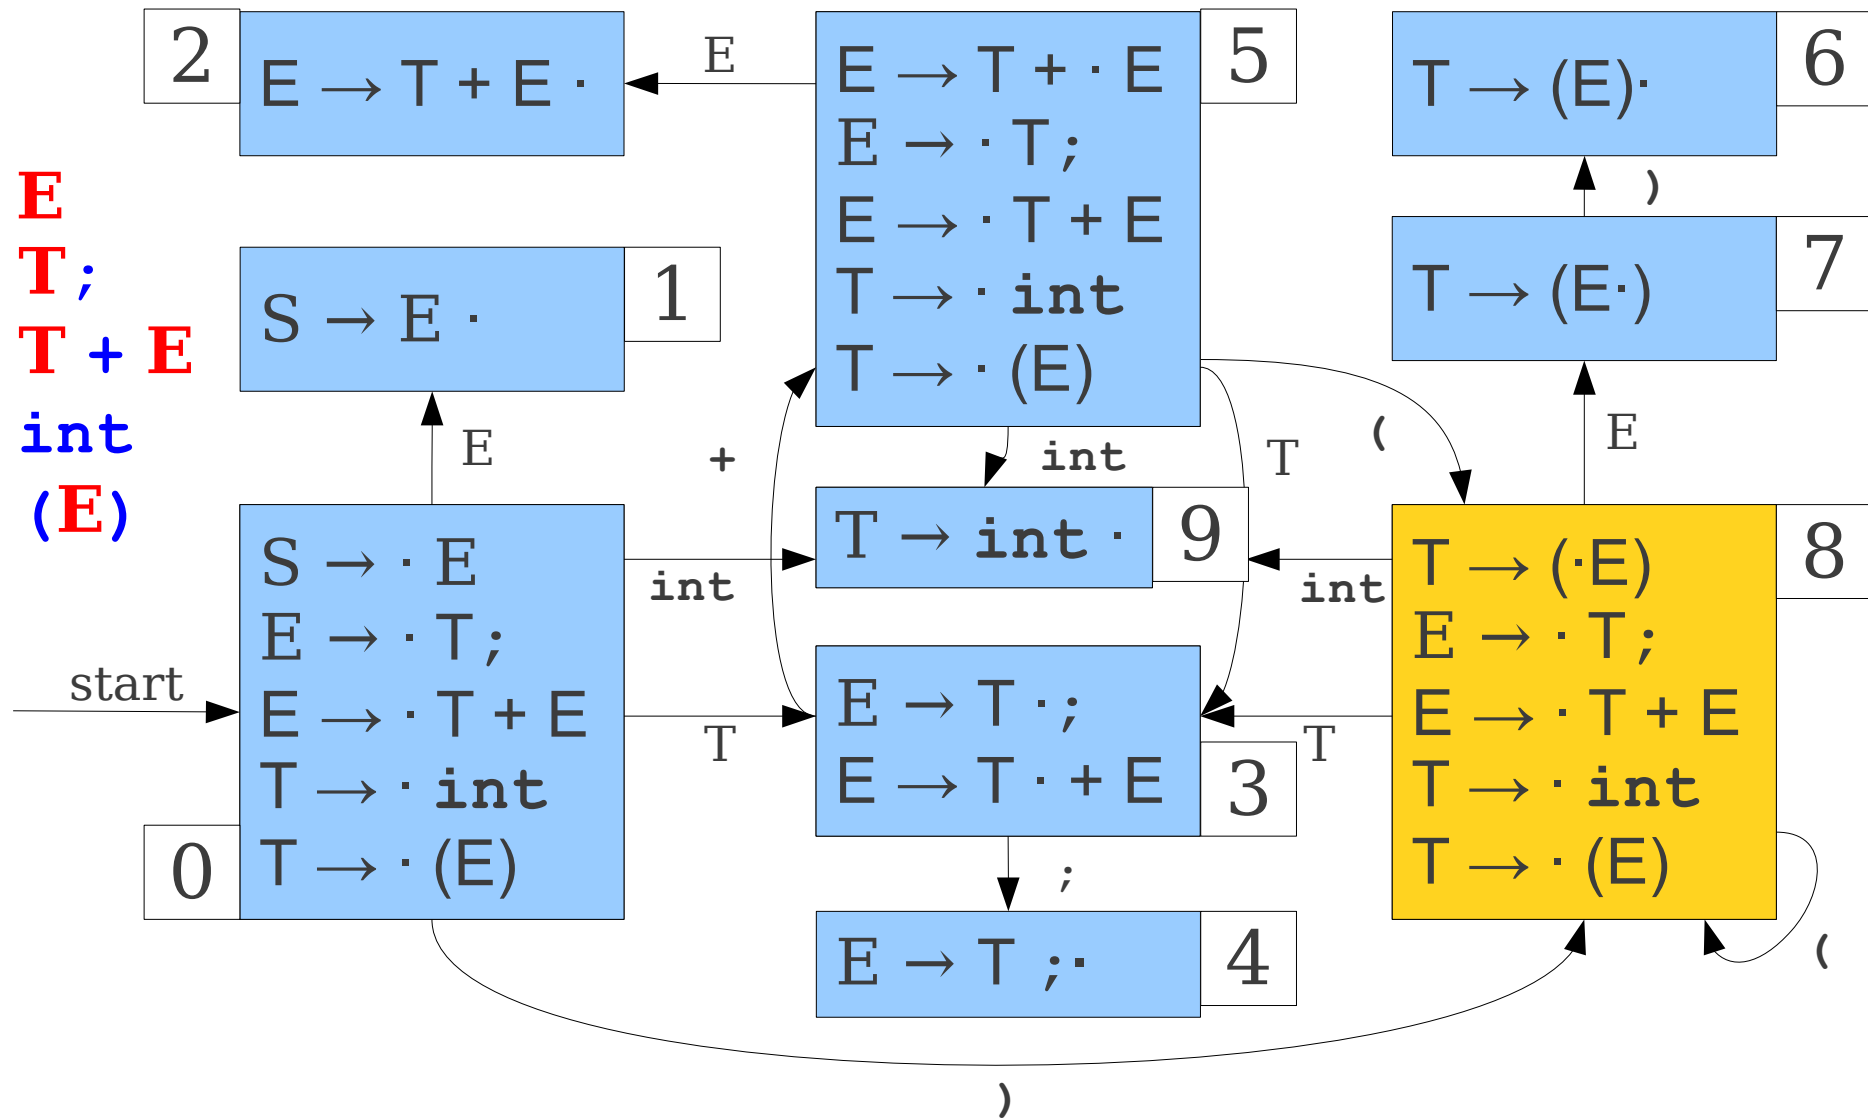 E
T ;
T + E
int
(E)
2
E → T + E ·
E
5
E → T + · E
E → · T ;
E → · T + E
T → · int
T → · (E)
6
T → (E)·
)
7
T → (E·)
1
S → E ·
E
+
int
T
(
E
9
T → int ·
int
int
start
0
S → · E
E → · T ;
E → · T + E
T → · int
T → · (E)
T
3
E → T · ;
E → T · + E
T
8
T → (·E)
E → · T ;
E → · T + E
T → · int
T → · (E)
;
4
E → T ;·
(
)